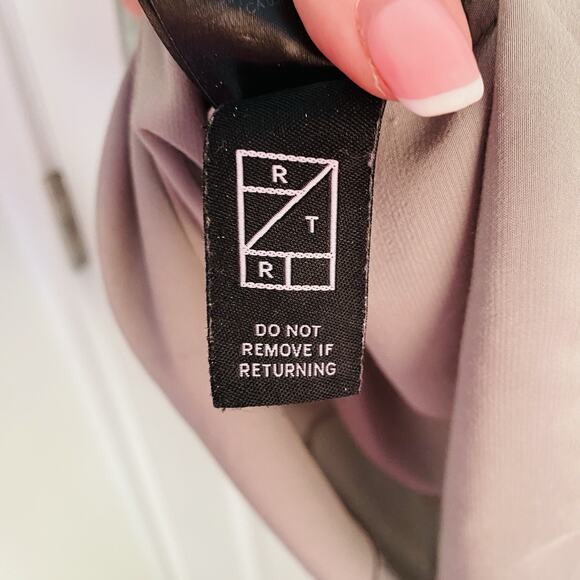 R
T
R
DO NOT
REMOVE IF
RETURNING